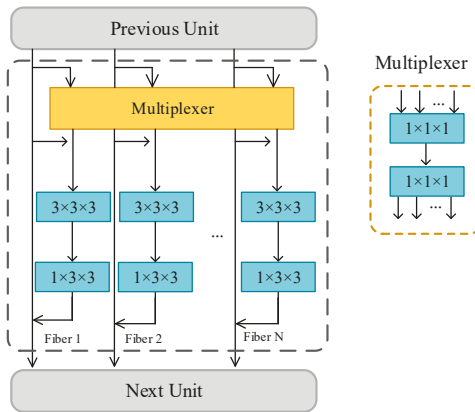 Previous Unit
Multiplexer
3×3×3 3×3×3 3×3×3
...
1×3×3 1×3×3 1×3×3
Fiber 1 Fiber 2 Fiber N
Next Unit
Multiplexer
...
1×1×1
1×1×1
...